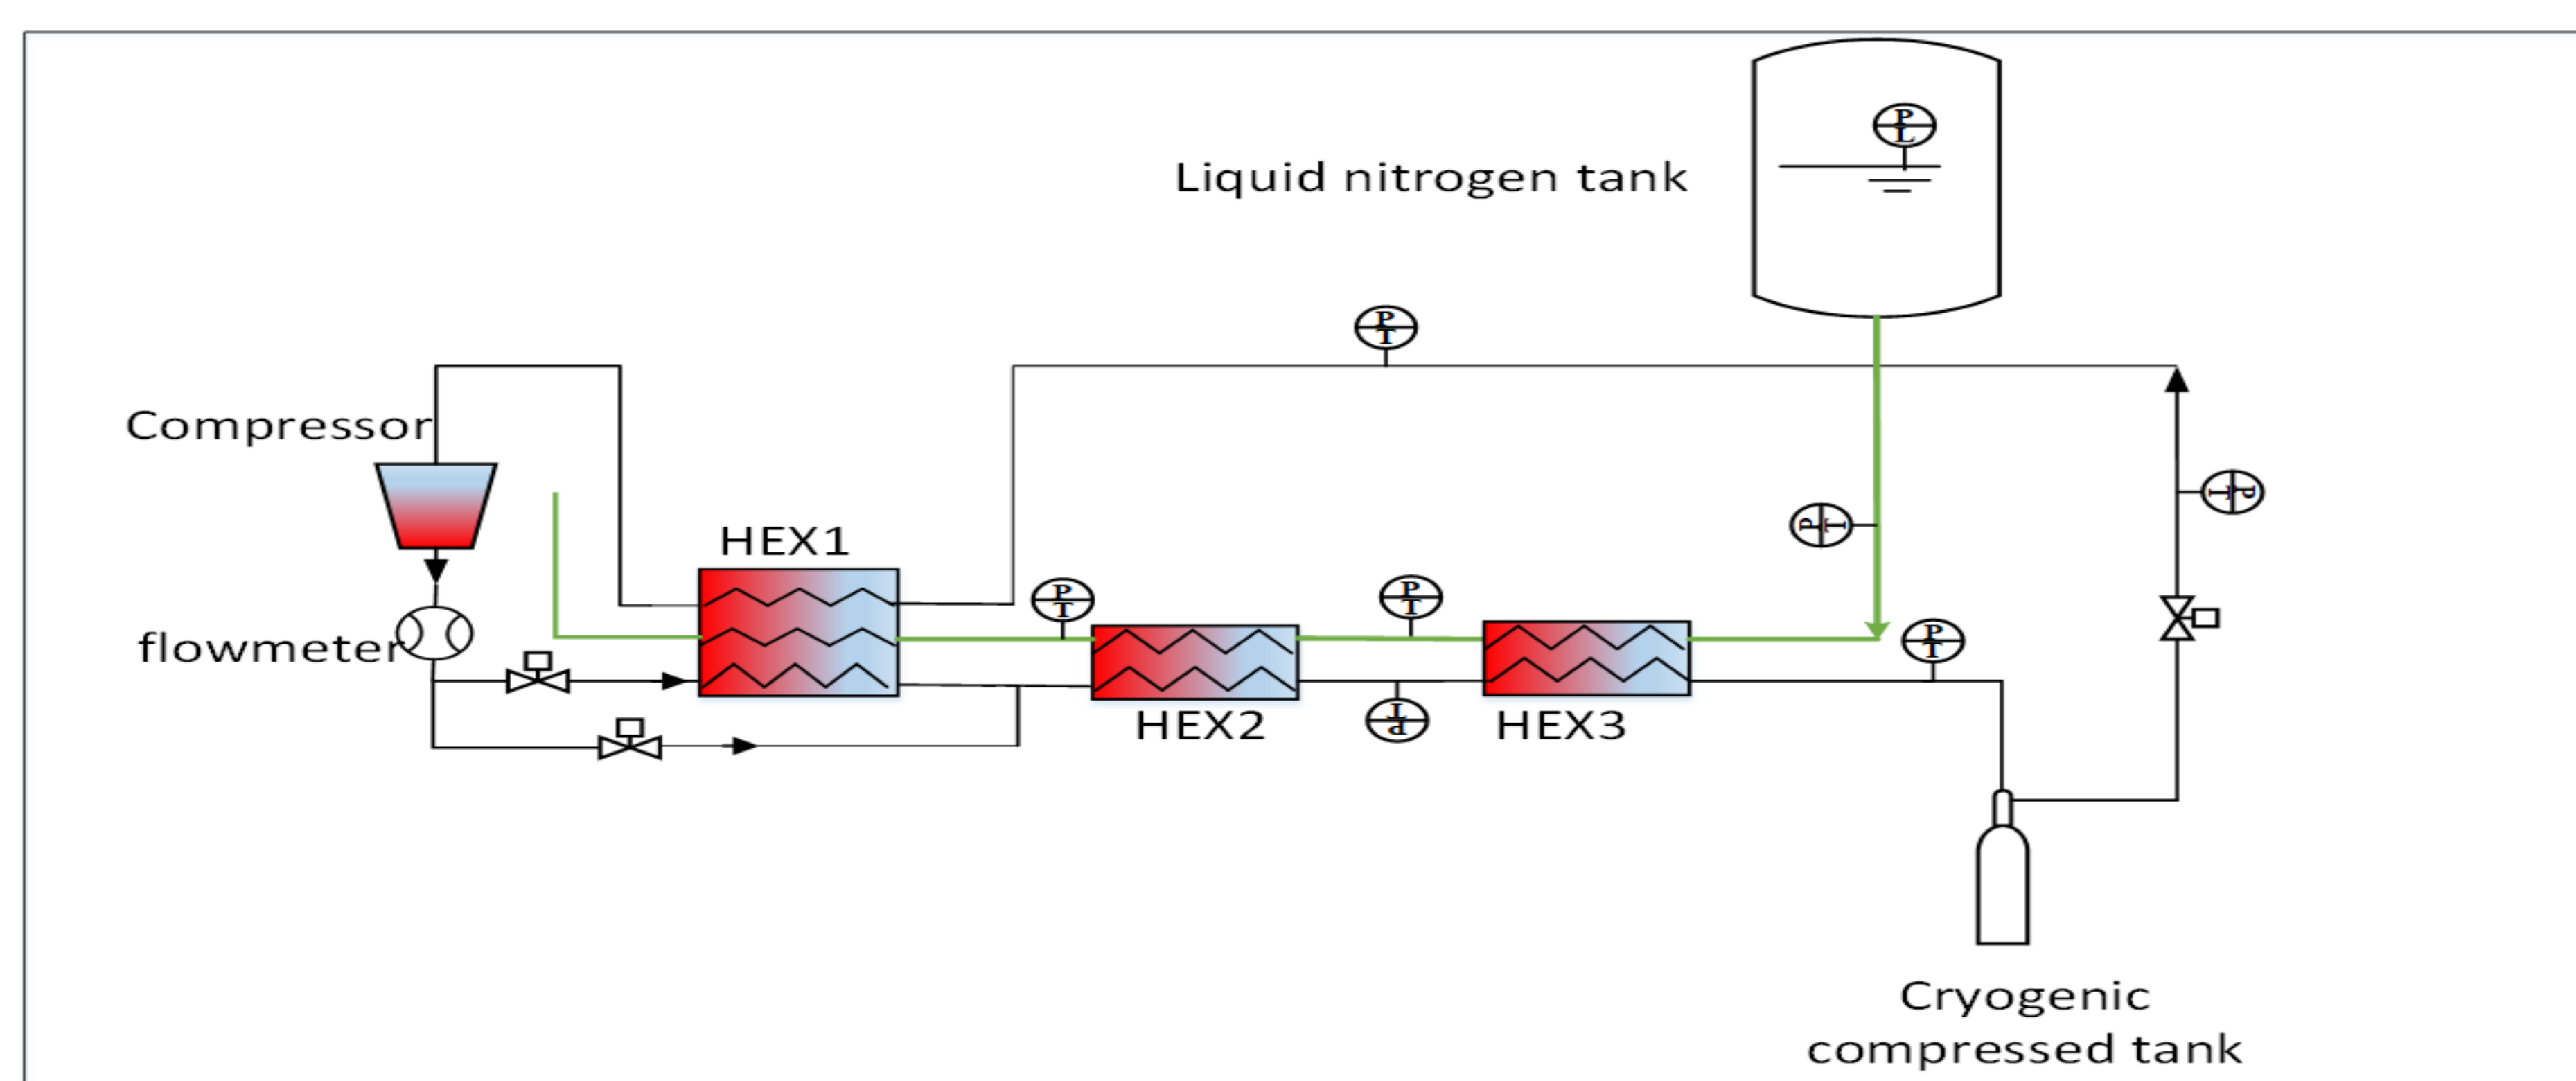 P
L
Liquid nitrogen tank
P
T
Compressor
P
T
P
T
HEX1
P
T
P
T
P
T
flowmeter
HEX2
P
T
HEX3
Cryogenic
compressed tank